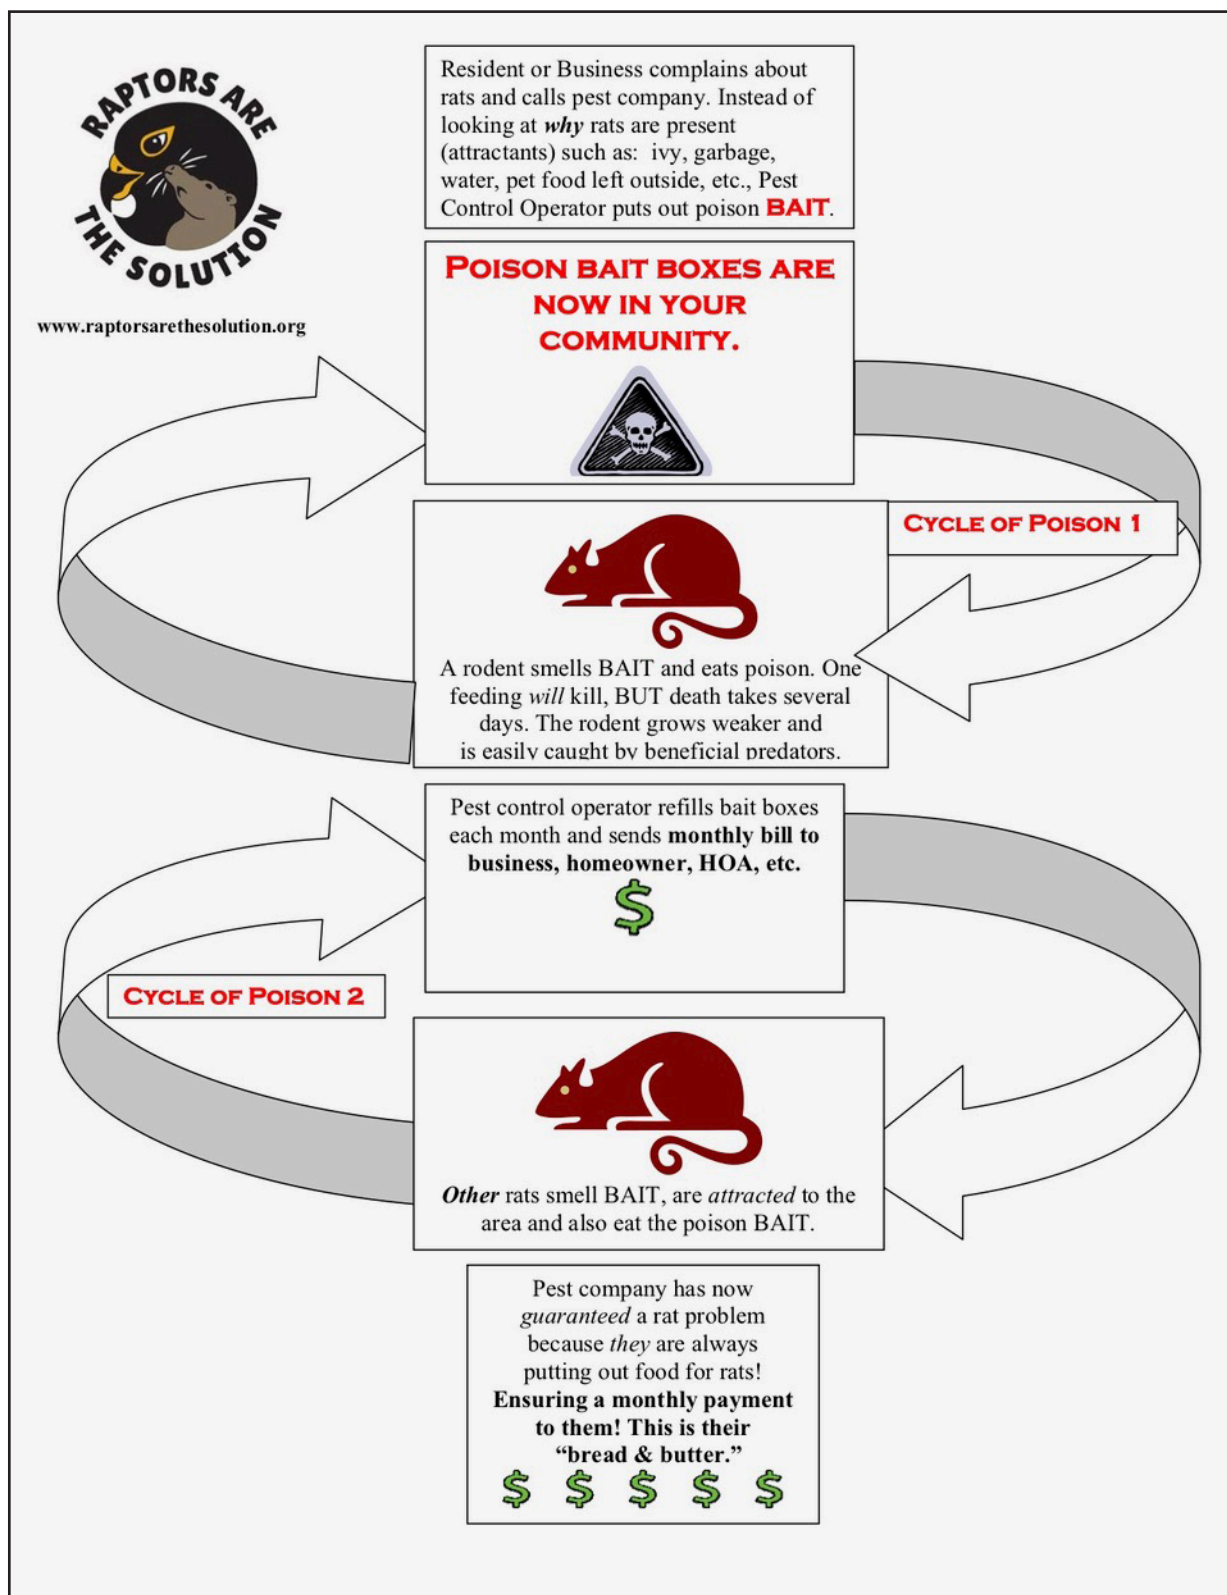 RAPTORS ARE
THE SOLUTION
www.raptorsarethesolution.org
Resident or Business complains about
rats and calls pest company. Instead of
looking at why rats are present
(attractants) such as:  ivy, garbage,
water, pet food left outside, etc., Pest
Control Operator puts out poison BAIT.
POISON BAIT BOXES ARE
NOW IN YOUR
COMMUNITY.
CYCLE OF POISON 1
A rodent smells BAIT and eats poison. One
feeding will kill, BUT death takes several
days. The rodent grows weaker and
is easily caught by beneficial predators.
Pest control operator refills bait boxes
each month and sends monthly bill to
business, homeowner, HOA, etc.
$
CYCLE OF POISON 2
Other rats smell BAIT, are attracted to the
area and also eat the poison BAIT.
Pest company has now
guaranteed a rat problem
because they are always
putting out food for rats!
Ensuring a monthly payment
to them! This is their
“bread & butter.”
$ $ $ $ $